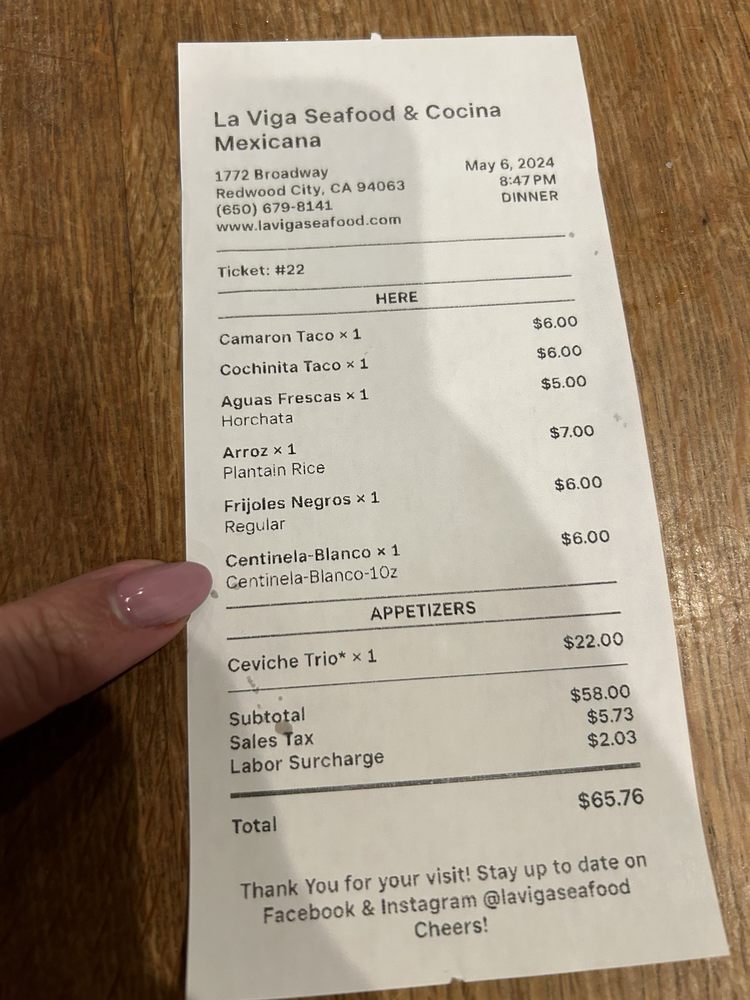 La Viga Seafood & Cocina
Mexicana
1772 Broadway
Redwood City, CA 94063
(650) 679-8141
www.lavigaseafood.com
May 6, 2024
8:47 PM
DINNER
Ticket: #22
HERE
Camaron Taco × 1 $6.00
Cochinita Taco × 1 $6.00
Aguas Frescas × 1 $5.00
Horchata
Arroz × 1 $7.00
Plantain Rice
Frijoles Negros × 1 $6.00
Regular
Centinela-Blanco × 1 $6.00
Centinela-Blanco-1Oz
APPETIZERS
Ceviche Trio* × 1 $22.00
Subtotal $58.00
Sales Tax $5.73
Labor Surcharge $2.03
Total $65.76
Thank You for your visit! Stay up to date on
Facebook & Instagram @lavigaseafood
Cheers!